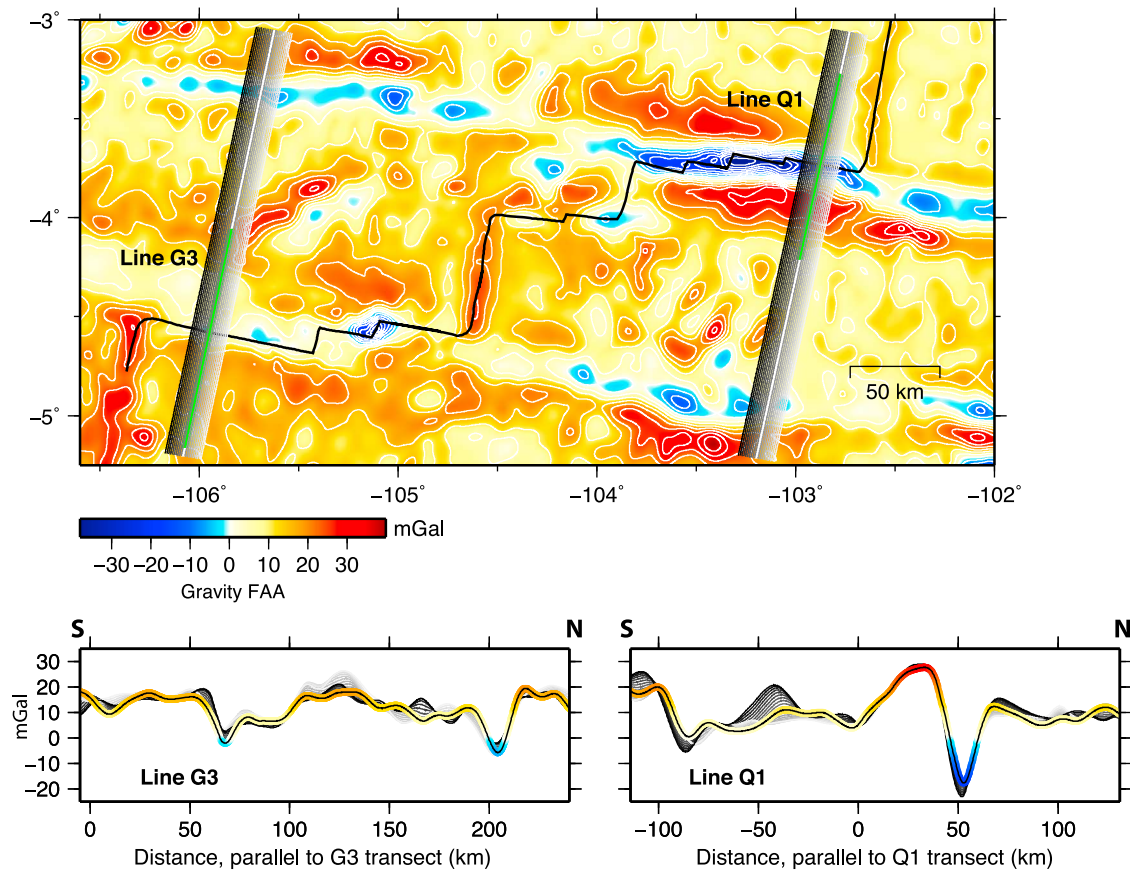 −3˚
−4˚
−5˚
Line G3
Line Q1
50 km
−106˚ −105˚ −104˚ −103˚ −102˚
mGal
−30 −20 −10 0 10 20 30
Gravity FAA
S N
S N
30
20
10
0
−10
−20
mGal
Line G3
Line Q1
0 50 100 150 200
−100 −50 0 50 100
Distance, parallel to G3 transect (km)
Distance, parallel to Q1 transect (km)